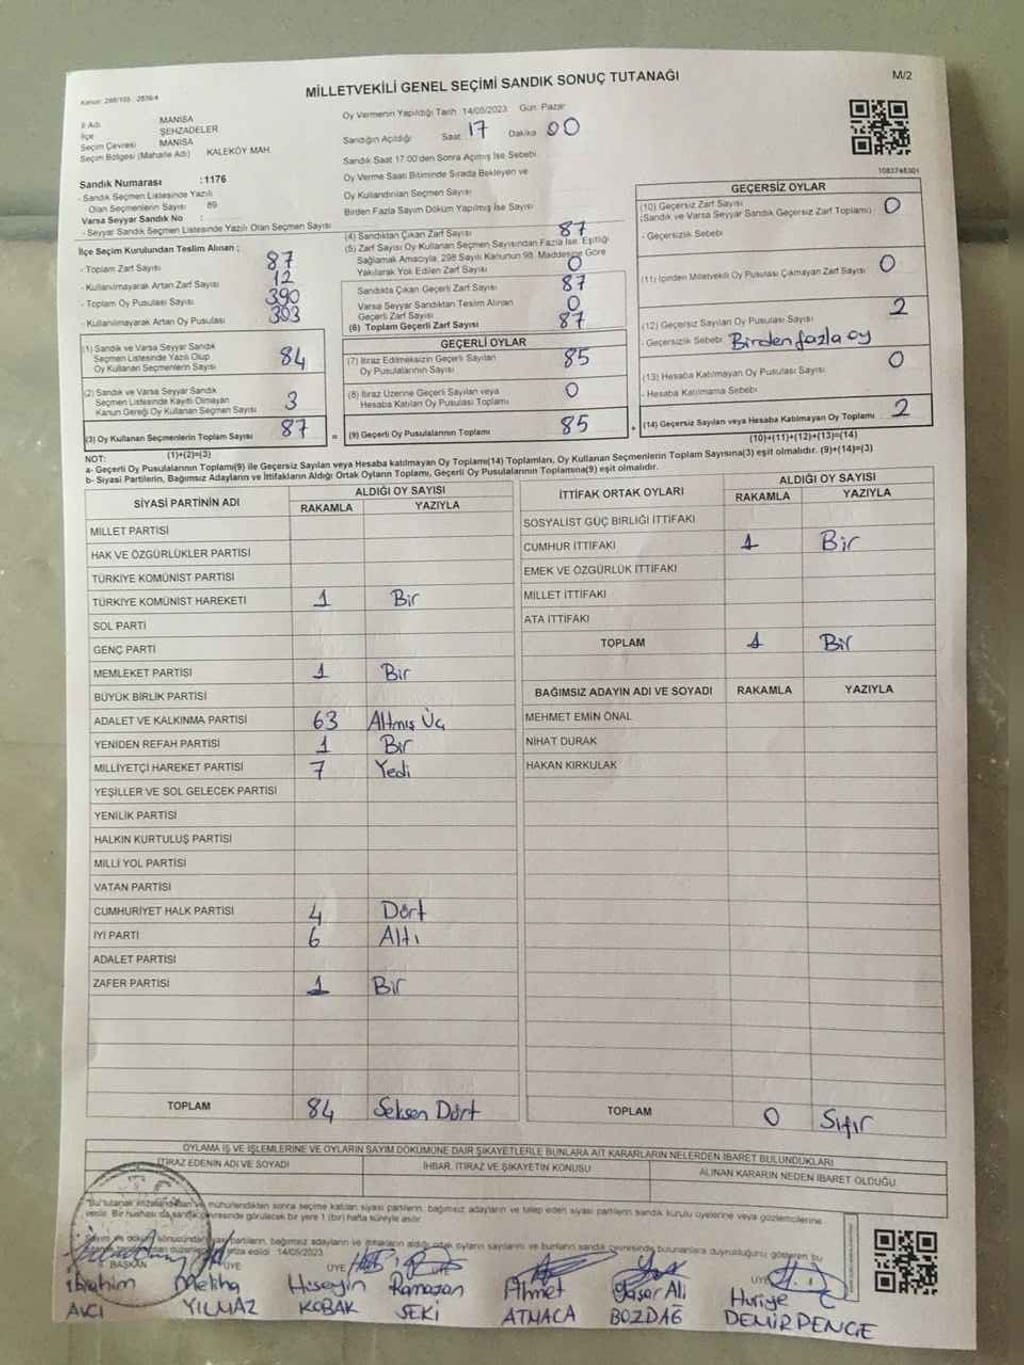 MİLLETVEKİLİ GENEL SEÇİMİ SANDIK SONUÇ TUTANAĞI
M/2
İl Adı MANİSA
İlçe ŞEHZADELER
Seçim Çevresi MANİSA
Seçim Bölgesi (Mahalle Adı) KALEKÖY MAH.
Oy Vermenin Yapıldığı Tarih 14/05/2023 Gün Pazar
Sandığın Açıldığı Saat 17 Dakika 00
Sandık Saat 17:00'den Sonra Açılmış İse Sebebi
Oy Verme Saati Bitiminde Sırada Bekleyen ve
Oy Kullandırılan Seçmen Sayısı
Birden Fazla Sayım Döküm Yapılmış İse Sayısı
Sandık Numarası : 1176
- Sandık Seçmen Listesinde Yazılı
Olan Seçmenlerin Sayısı 89
Varsa Seyyar Sandık No :
- Seyyar Sandık Seçmen Listesinde Yazılı Olan Seçmen Sayısı
İlçe Seçim Kurulundan Teslim Alınan :
- Toplam Zarf Sayısı 87
- Kullanılmayarak Artan Zarf Sayısı 12
- Toplam Oy Pusulası Sayısı 390
- Kullanılmayarak Artan Oy Pusulası 303
(1) Sandık ve Varsa Seyyar Sandık
Seçmen Listesinde Yazılı Olup
Oy Kullanan Seçmenlerin Sayısı 84
(2) Sandık ve Varsa Seyyar Sandık
Seçmen Listesinde Kayıtlı Olmayan
Kanun Gereği Oy Kullanan Seçmen Sayısı 3
(3) Oy Kullanan Seçmenlerin Toplam Sayısı 87
(1)+(2)=(3)
(4) Sandıktan Çıkan Zarf Sayısı 87
(5) Zarf Sayısı Oy Kullanan Seçmen Sayısından Fazla İse, Eşitliği
Sağlamak Amacıyla, 298 Sayılı Kanunun 98. Maddesine Göre
Yakılarak Yok Edilen Zarf Sayısı 0
Sandıkta Çıkan Geçerli Zarf Sayısı 87
Varsa Seyyar Sandıktan Teslim Alınan
Geçerli Zarf Sayısı 0
(6) Toplam Geçerli Zarf Sayısı 87
GEÇERLİ OYLAR
(7) İtiraz Edilmeksizin Geçerli Sayılan
Oy Pusulalarının Sayısı 85
(8) İtiraz Üzerine Geçerli Sayılan veya
Hesaba Katılan Oy Pusulası Toplamı 0
= (9) Geçerli Oy Pusulalarının Toplamı 85
1083748301
GEÇERSİZ OYLAR
(10) Geçersiz Zarf Sayısı
(Sandık ve Varsa Seyyar Sandık Geçersiz Zarf Toplamı) 0
- Geçersizlik Sebebi
(11) İçinden Milletvekili Oy Pusulası Çıkmayan Zarf Sayısı 0
(12) Geçersiz Sayılan Oy Pusulası Sayısı 2
- Geçersizlik Sebebi Birden fazla oy
(13) Hesaba Katılmayan Oy Pusulası Sayısı 0
- Hesaba Katılmama Sebebi
+ (14) Geçersiz Sayılan veya Hesaba Katılmayan Oy Toplamı 2
(10)+(11)+(12)+(13)=(14)
NOT:
a- Geçerli Oy Pusulalarının Toplamı(9) ile Geçersiz Sayılan veya Hesaba katılmayan Oy Toplamı(14) Toplamları, Oy Kullanan Seçmenlerin Toplam Sayısına(3) eşit olmalıdır. (9)+(14)=(3)
b- Siyasi Partilerin, Bağımsız Adayların ve İttifakların Aldığı Ortak Oyların Toplamı, Geçerli Oy Pusulalarının Toplamına(9) eşit olmalıdır.
SİYASİ PARTİNİN ADI ALDIĞI OY SAYISI
RAKAMLA YAZIYLA
MİLLET PARTİSİ
HAK VE ÖZGÜRLÜKLER PARTİSİ
TÜRKİYE KOMÜNİST PARTİSİ
TÜRKİYE KOMÜNİST HAREKETİ 1 Bir
SOL PARTİ
GENÇ PARTİ
MEMLEKET PARTİSİ 1 Bir
BÜYÜK BİRLİK PARTİSİ
ADALET VE KALKINMA PARTİSİ 63 Altmış Üç
YENİDEN REFAH PARTİSİ 1 Bir
MİLLİYETÇİ HAREKET PARTİSİ 7 Yedi
YEŞİLLER VE SOL GELECEK PARTİSİ
YENİLİK PARTİSİ
HALKIN KURTULUŞ PARTİSİ
MİLLİ YOL PARTİSİ
VATAN PARTİSİ
CUMHURİYET HALK PARTİSİ 4 Dört
İYİ PARTİ 6 Altı
ADALET PARTİSİ
ZAFER PARTİSİ 1 Bir
TOPLAM 84 Seksen Dört
İTTİFAK ORTAK OYLARI ALDIĞI OY SAYISI
RAKAMLA YAZIYLA
SOSYALİST GÜÇ BİRLİĞİ İTTİFAKI
CUMHUR İTTİFAKI 1 Bir
EMEK VE ÖZGÜRLÜK İTTİFAKI
MİLLET İTTİFAKI
ATA İTTİFAKI
TOPLAM 1 Bir
BAĞIMSIZ ADAYIN ADI VE SOYADI RAKAMLA YAZIYLA
MEHMET EMİN ÖNAL
NİHAT DURAK
HAKAN KIRKULAK
TOPLAM 0 Sıfır
OYLAMA İŞ VE İŞLEMLERİNE VE OYLARIN SAYIM DÖKÜMÜNE DAİR ŞİKAYETLERLE BUNLARA AİT KARARLARIN NELERDEN İBARET BULUNDUKLARI
İTİRAZ EDENİN ADI VE SOYADI İHBAR, İTİRAZ VE ŞİKAYETİN KONUSU ALINAN KARARIN NEDEN İBARET OLDUĞU
mühürlendikten sonra seçime katılan siyasi partilerin, bağımsız adayların ve talep eden siyasi partilerin sandık kurulu üyelerine veya gözlemcilerine
verilir. Bir nüshası da sandık çevresinde görülecek bir yere 1 (bir) hafta süreyle asılır.
partilerin, bağımsız adayların ve ittifakların aldığı ortak oyların sayılarını ve bunların sandık çevresinde bulunanlara duyurulduğunu gösteren bu
imza edildi 14/05/2023
BAŞKAN ÜYE ÜYE ÜYE ÜYE
İbrahim Meliha Hüseyin Ramazan Ahmet Yaşar Ali Huriye
AVCI YILMAZ KOBAK SEKİ ATMACA BOZDAĞ DEMİRPENÇE